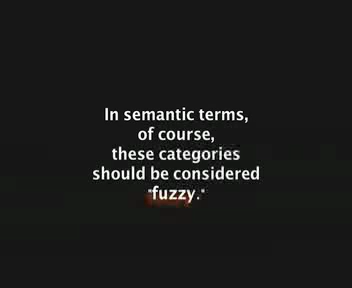 In semantic terms,
of course,
these categories
should be considered
"fuzzy."